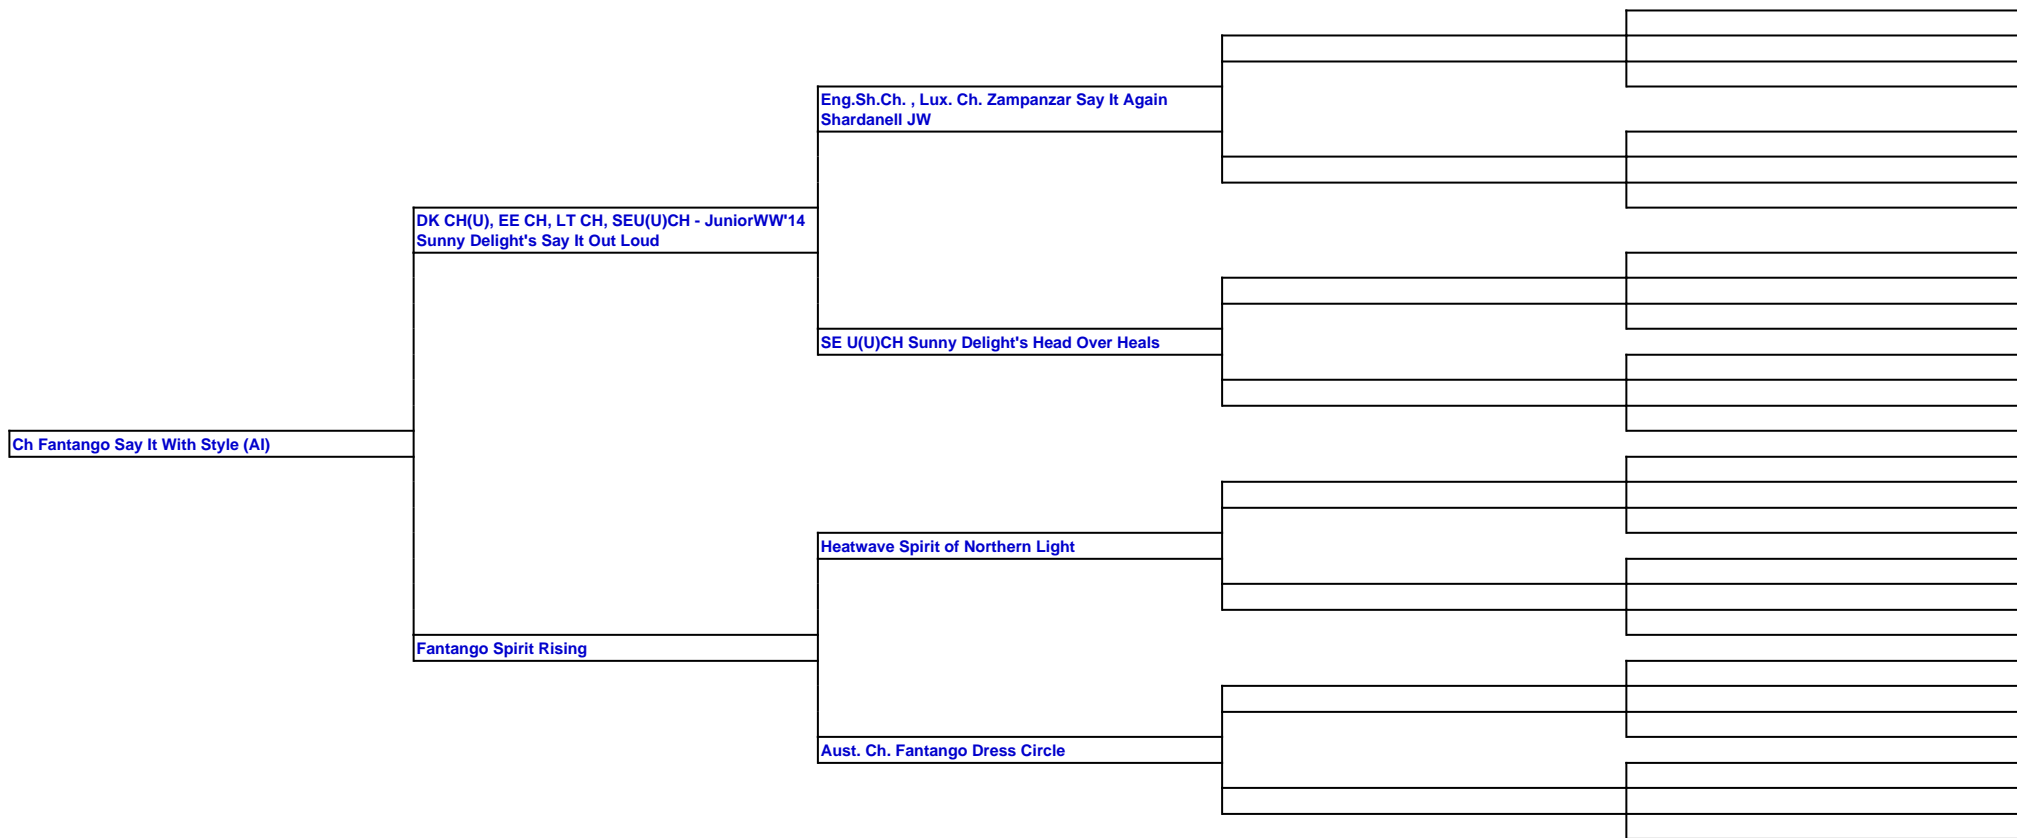 Eng.Sh.Ch. , Lux. Ch. Zampanzar Say It Again
Shardanell JW
DK CH(U), EE CH, LT CH, SEU(U)CH - JuniorWW'14
Sunny Delight's Say It Out Loud
SE U(U)CH Sunny Delight's Head Over Heals
Ch Fantango Say It With Style (AI)
Heatwave Spirit of Northern Light
Fantango Spirit Rising
Aust. Ch. Fantango Dress Circle